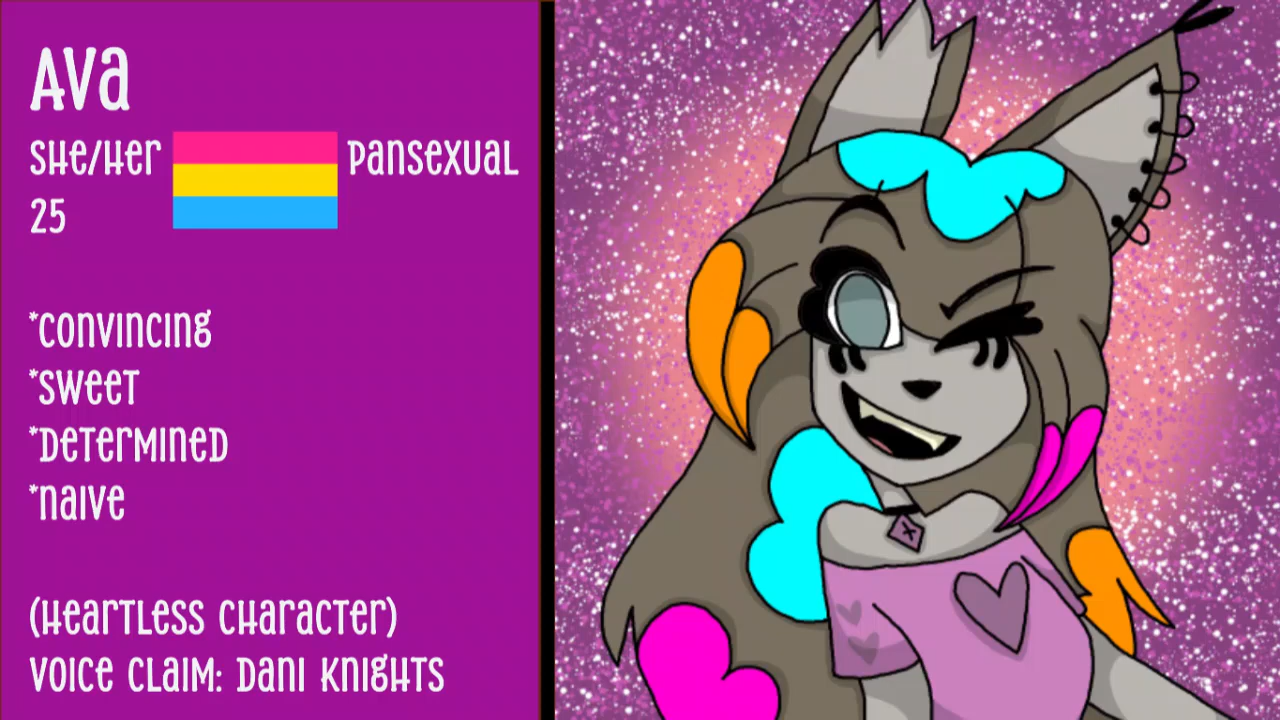 Ava
she/her pansexual
25
*convincing
*sweet
*determined
*naive
(Heartless character)
voice claim: Dani Knights